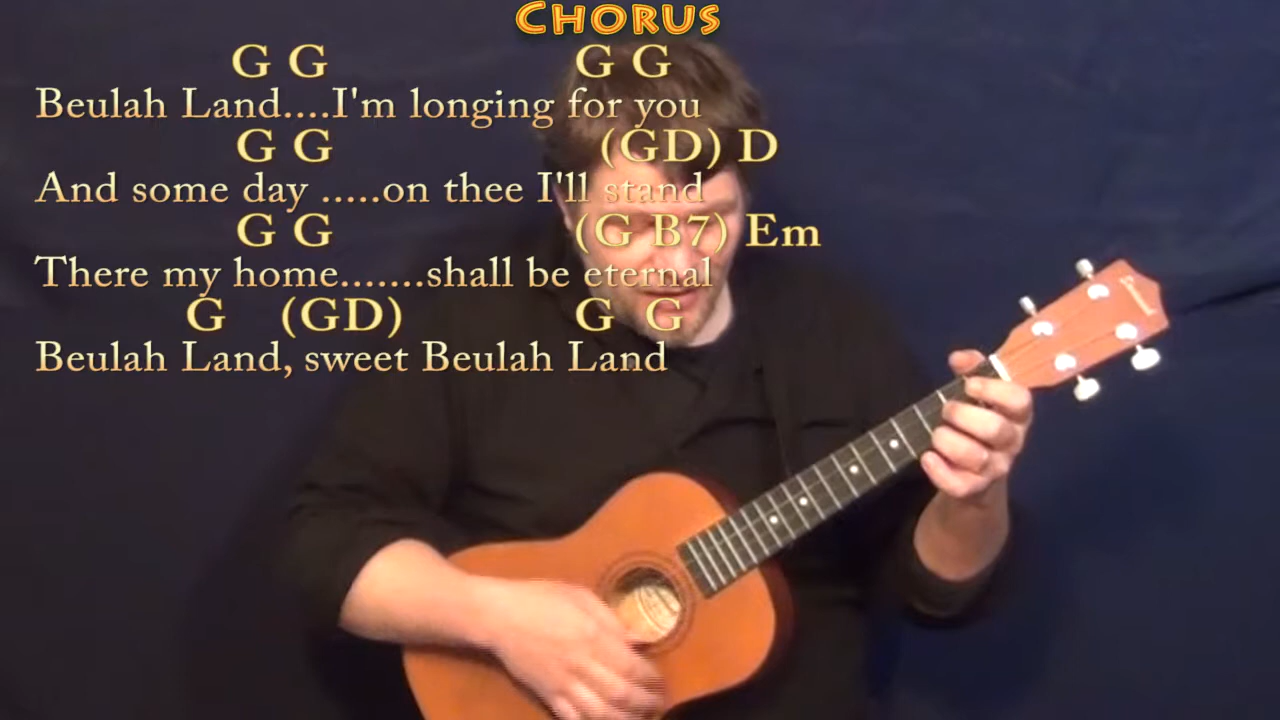 CHORUS
G G G G
Beulah Land....I'm longing for you
G G (GD) D
And some day .....on thee I'll stand
G G (G B7) Em
There my home.......shall be eternal
G (GD) G G
Beulah Land, sweet Beulah Land